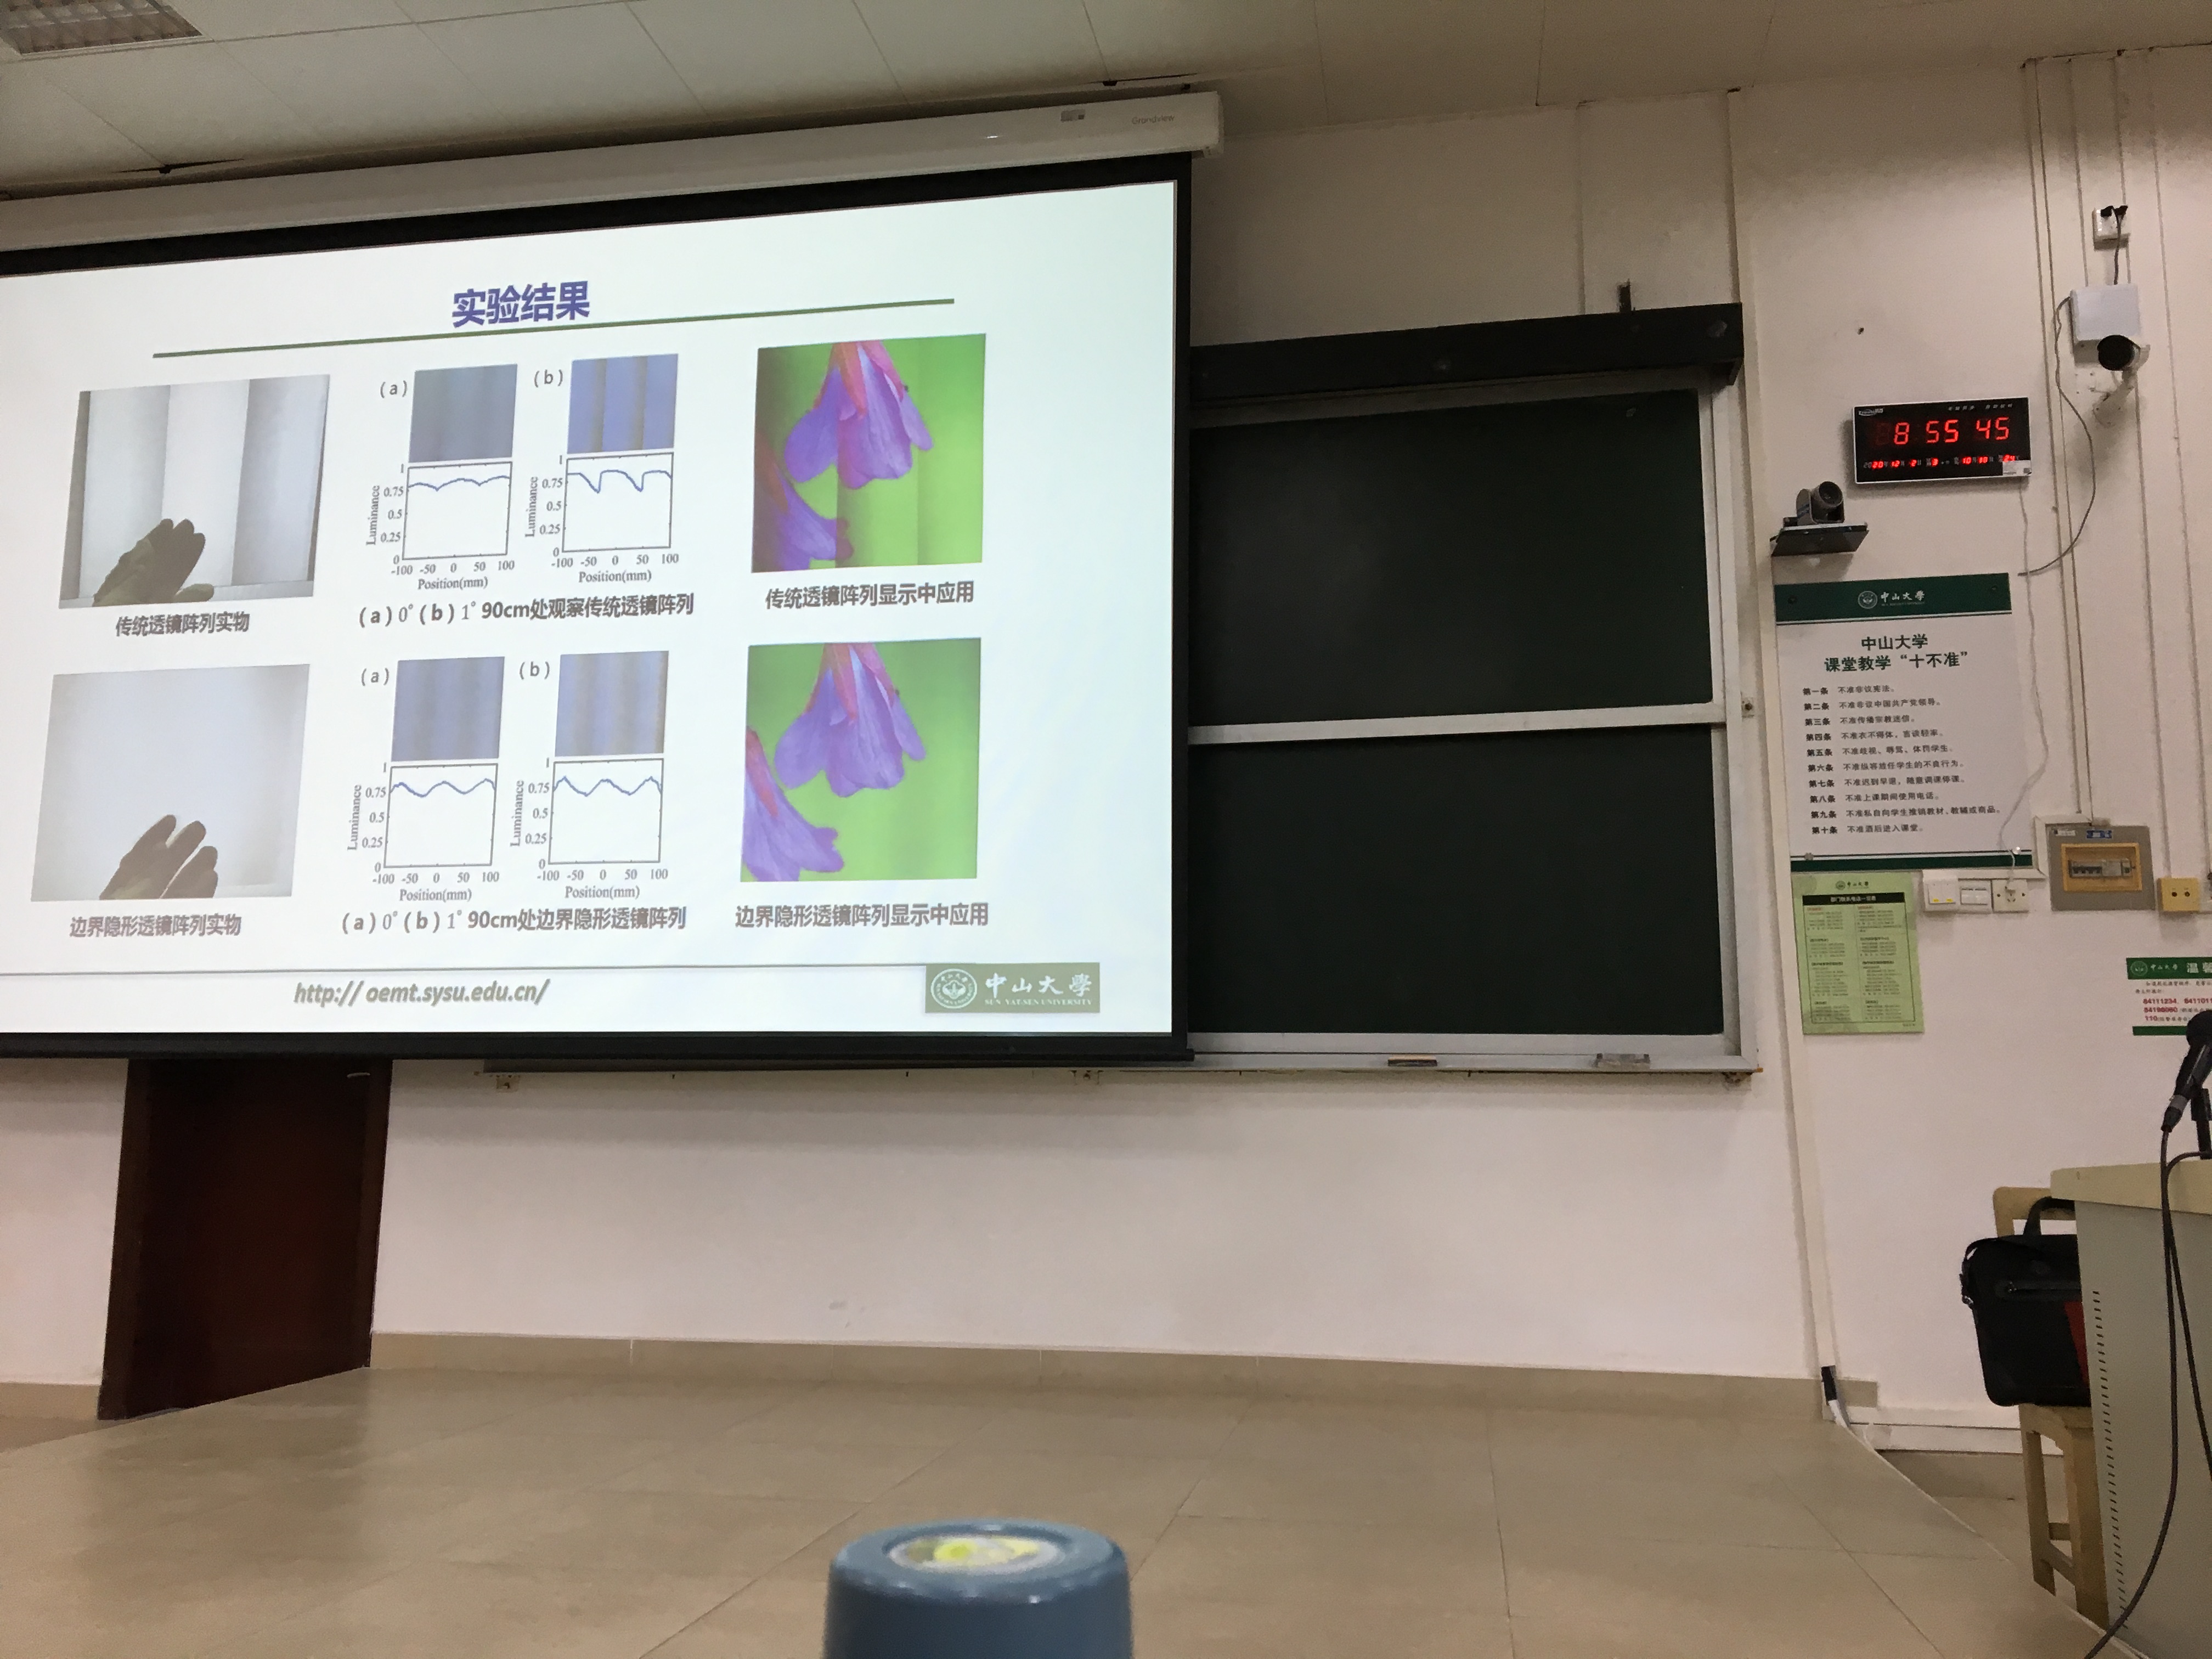 Grandview
实验结果
(a)
(b)
1
0.75
0.5
0.25
0
Luminance
-100 -50 0 50 100
Position(mm)
1
0.75
0.5
0.25
0
Luminance
-100 -50 0 50 100
Position(mm)
传统透镜阵列实物
(a)0°(b)1°90cm处观察传统透镜阵列
传统透镜阵列显示中应用
(a)
(b)
1
0.75
0.5
0.25
0
Luminance
-100 -50 0 50 100
Position(mm)
1
0.75
0.5
0.25
0
Luminance
-100 -50 0 50 100
Position(mm)
边界隐形透镜阵列实物
(a)0°(b)1°90cm处边界隐形透镜阵列
边界隐形透镜阵列显示中应用
http:// oemt.sysu.edu.cn/
中山大學
SUN YAT-SEN UNIVERSITY
8 55 45
中山大學
中山大学
课堂教学“十不准”
第一条 不准非议宪法。
第二条 不准非议中国共产党领导。
第三条 不准传播宗教迷信。
第四条 不准衣不得体，言谈轻率。
第五条 不准歧视、辱骂、体罚学生。
第六条 不准纵容放任学生的不良行为。
第七条 不准迟到早退，随意调课停课。
第八条 不准上课期间使用电话。
第九条 不准私自向学生推销教材、教辅或商品。
第十条 不准酒后进入课堂。
中山大學
中山大學 温馨
84111234
110